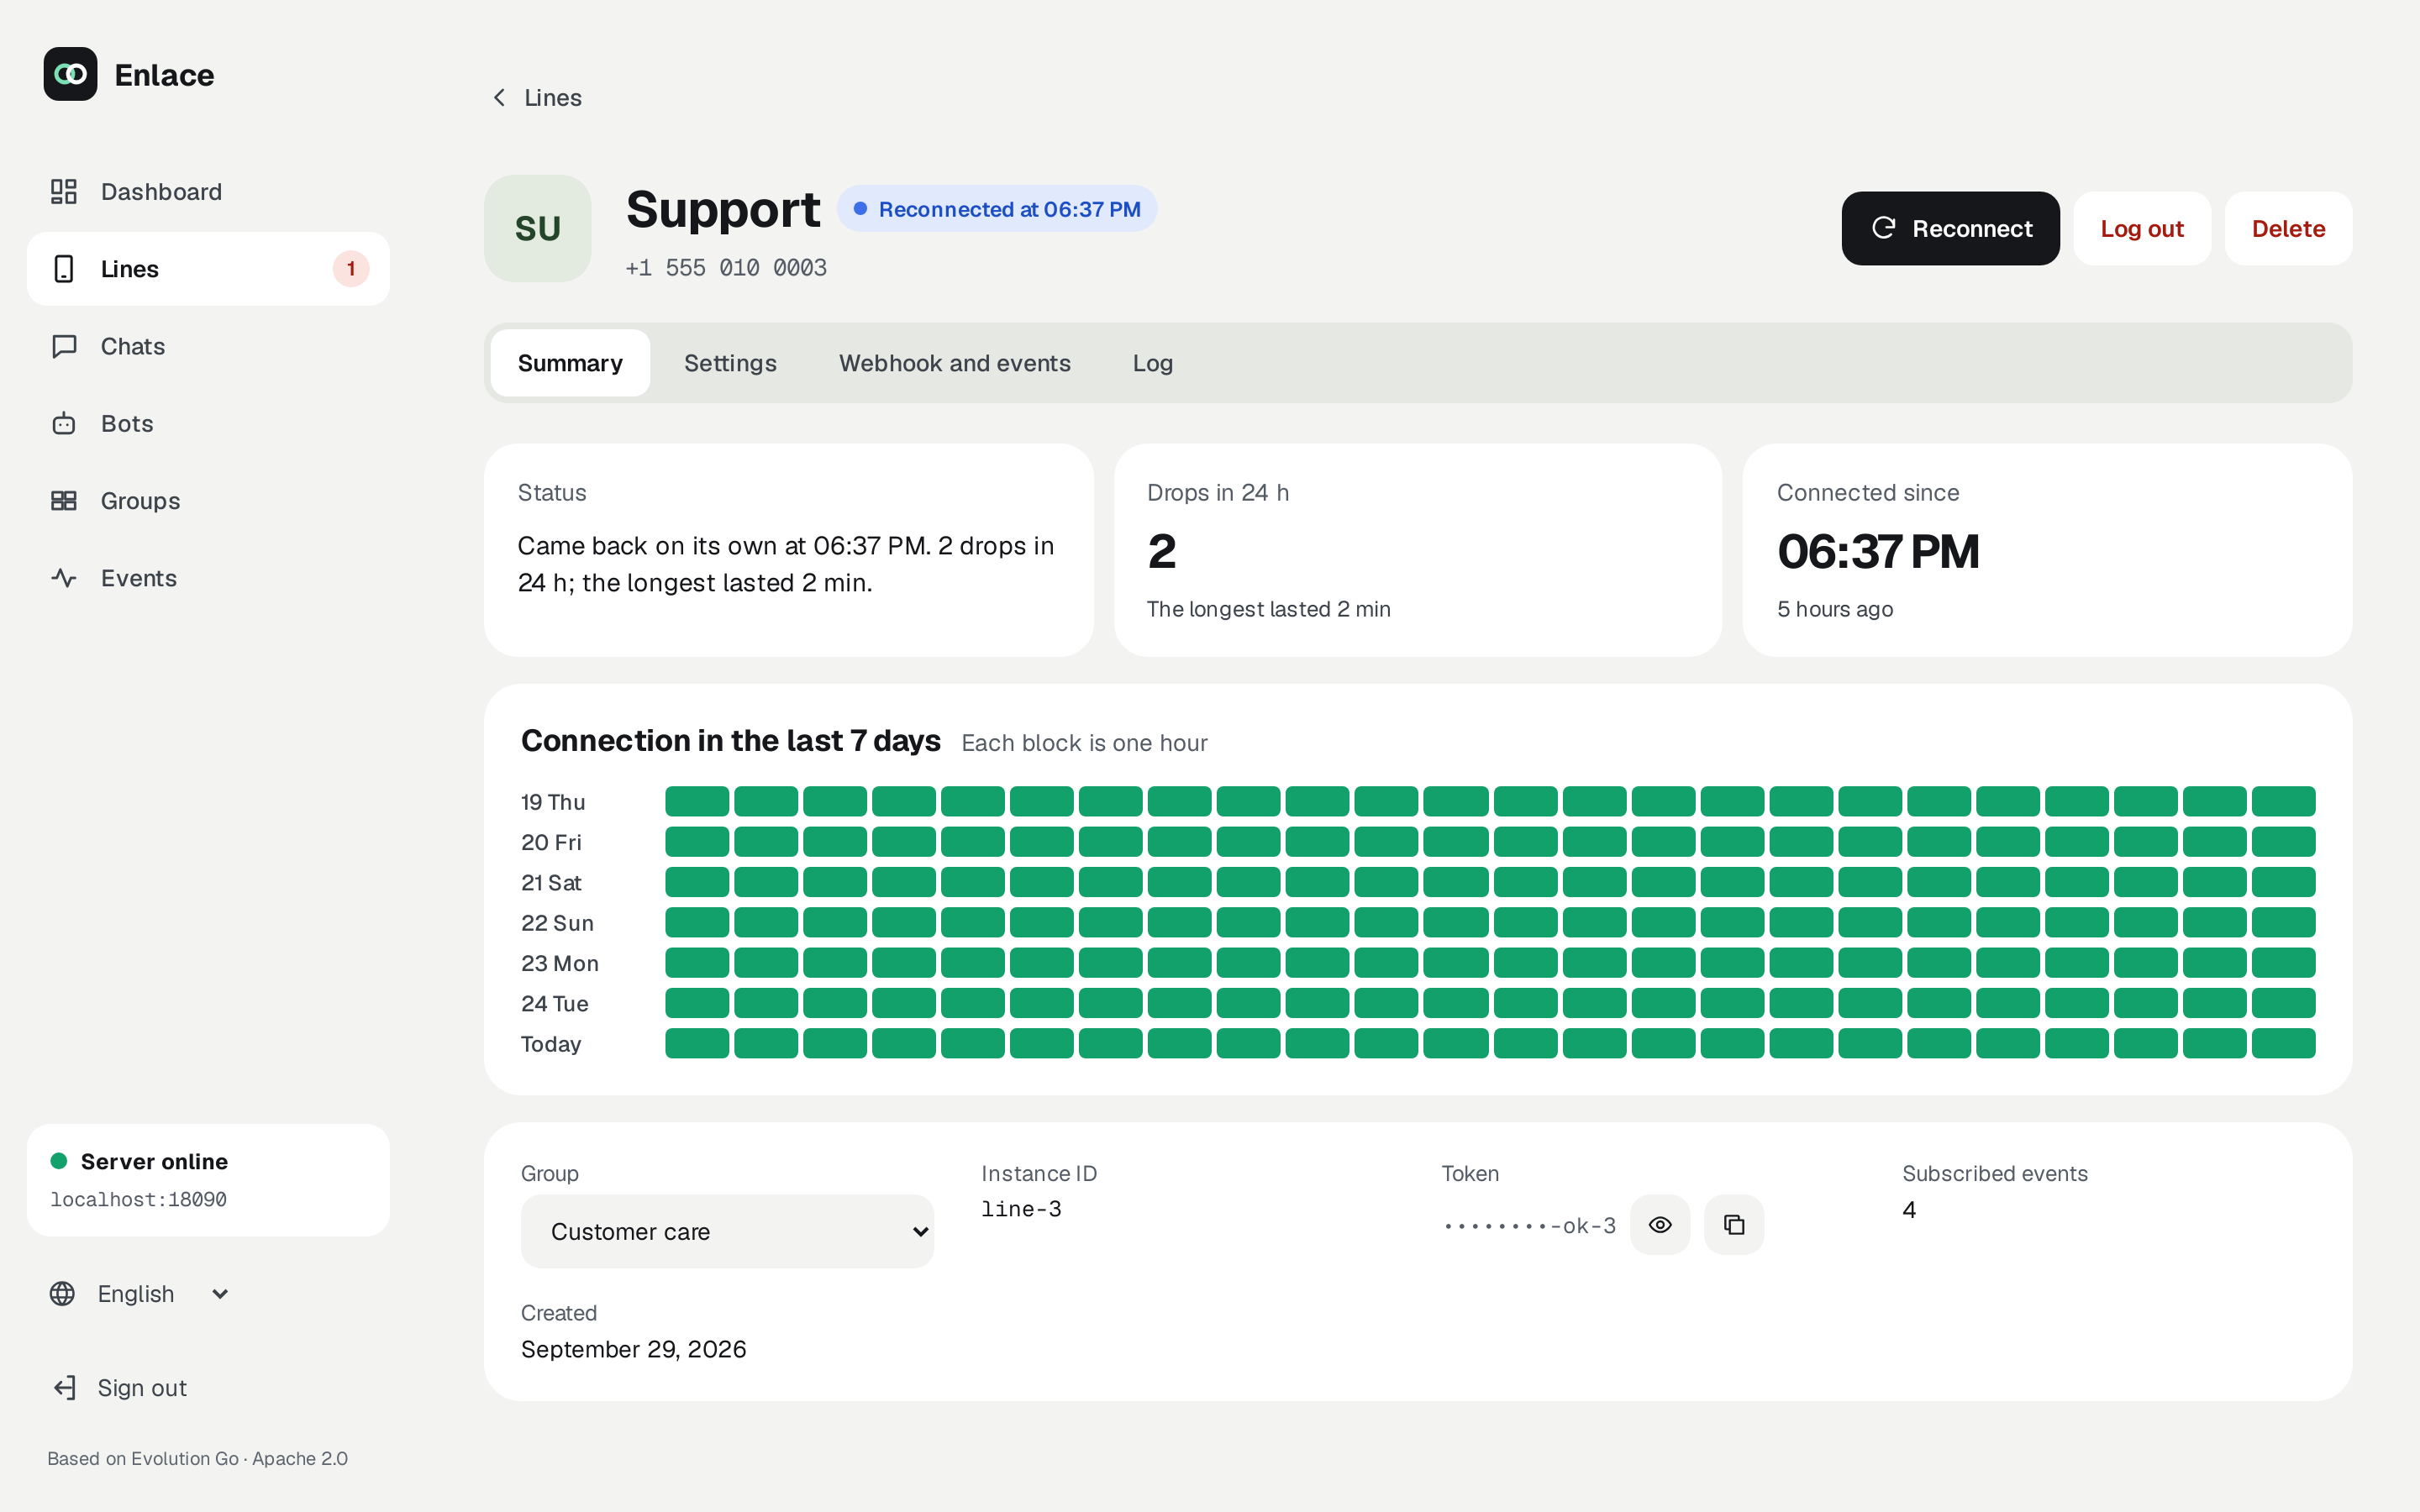 Enlace
Dashboard
Lines
1
Chats
Bots
Groups
Events
Server online
localhost:18090
English
Sign out
Based on Evolution Go · Apache 2.0
Lines
SU
Support
Reconnected at 06:37 PM
+1 555 010 0003
Reconnect
Log out
Delete
Summary
Settings
Webhook and events
Log
Status
Came back on its own at 06:37 PM. 2 drops in
24 h; the longest lasted 2 min.
Drops in 24 h
2
The longest lasted 2 min
Connected since
06:37 PM
5 hours ago
Connection in the last 7 days
Each block is one hour
19 Thu
20 Fri
21 Sat
22 Sun
23 Mon
24 Tue
Today
Group
Customer care
Instance ID
line-3
Token
••••••••-ok-3
Subscribed events
4
Created
September 29, 2026